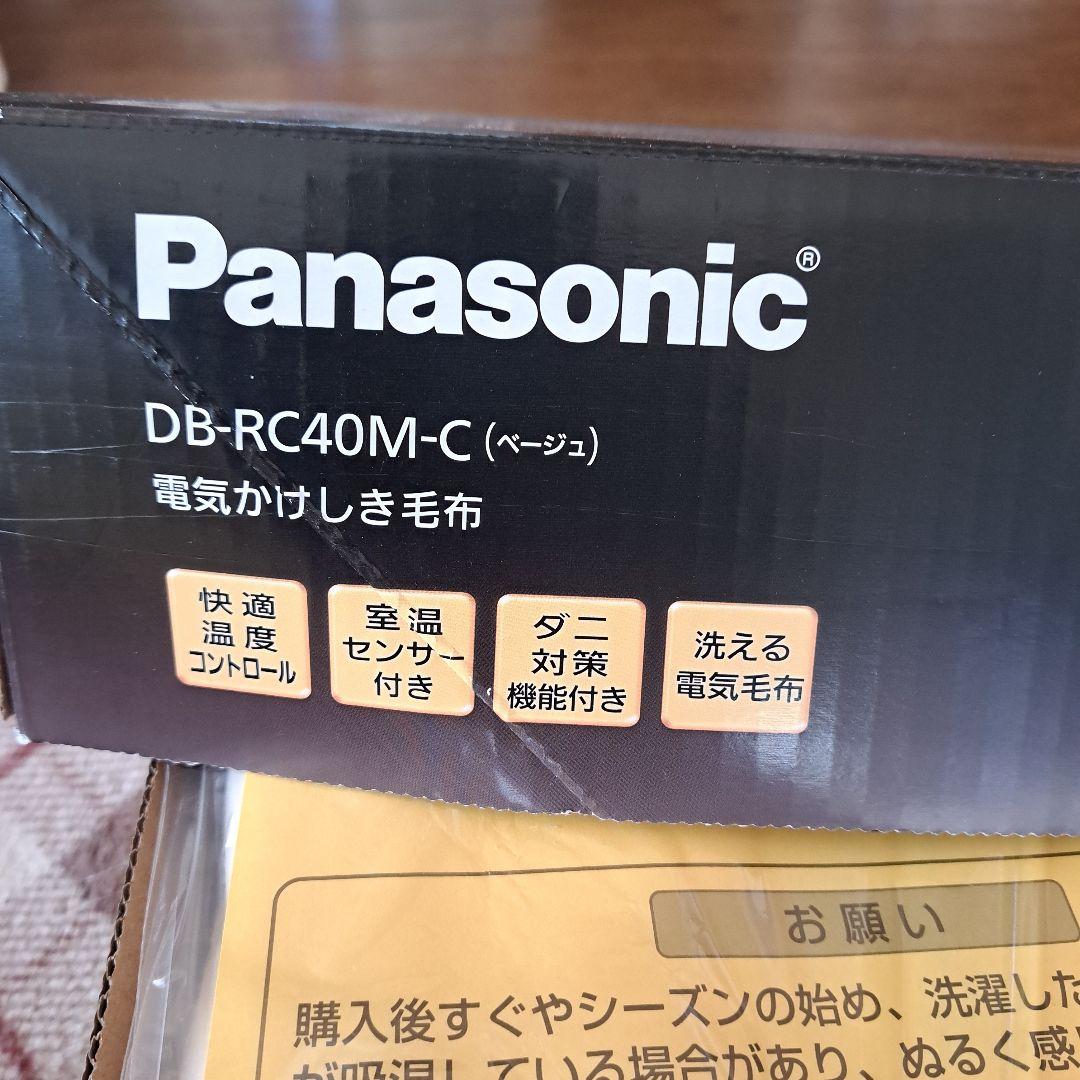 Panasonic®
DB-RC40M-C (ベージュ)
電気かけしき毛布
快適
温度
コントロール
室温
センサー
付き
ダニ
対策
機能付き
洗える
電気毛布
お願い
購入後すぐやシーズンの始め、洗濯した
が吸湿している場合があり、ぬるく感